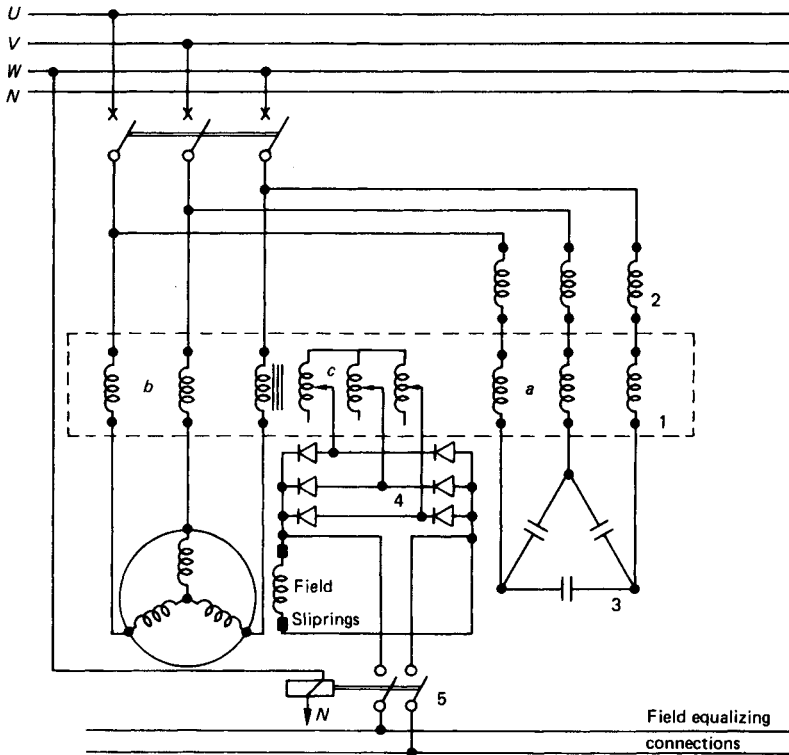 U
V
W
N
2
b
c
a
1
4
Field
Sliprings
3
N
5
Field equalizing
connections